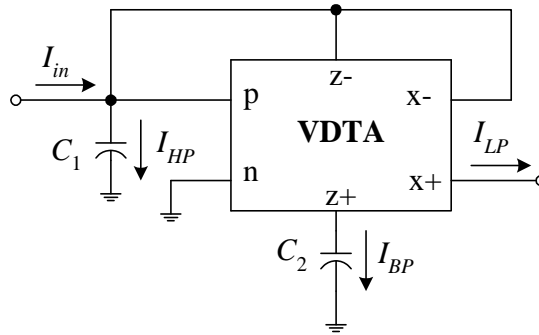 I_in
z-
p
x-
VDTA
C_1
I_HP
I_LP
n
x+
z+
C_2
I_BP